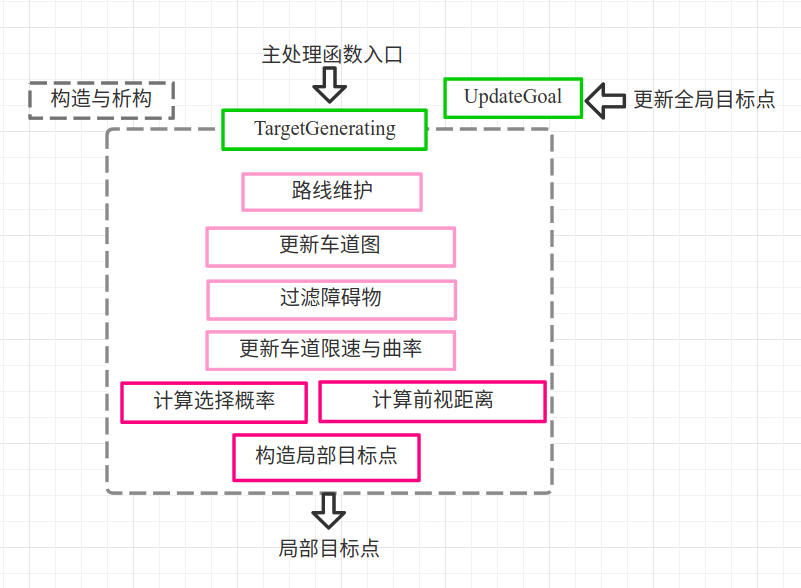 主处理函数入口
构造与析构
UpdateGoal
更新全局目标点
TargetGenerating
路线维护
更新车道图
过滤障碍物
更新车道限速与曲率
计算选择概率
计算前视距离
构造局部目标点
局部目标点